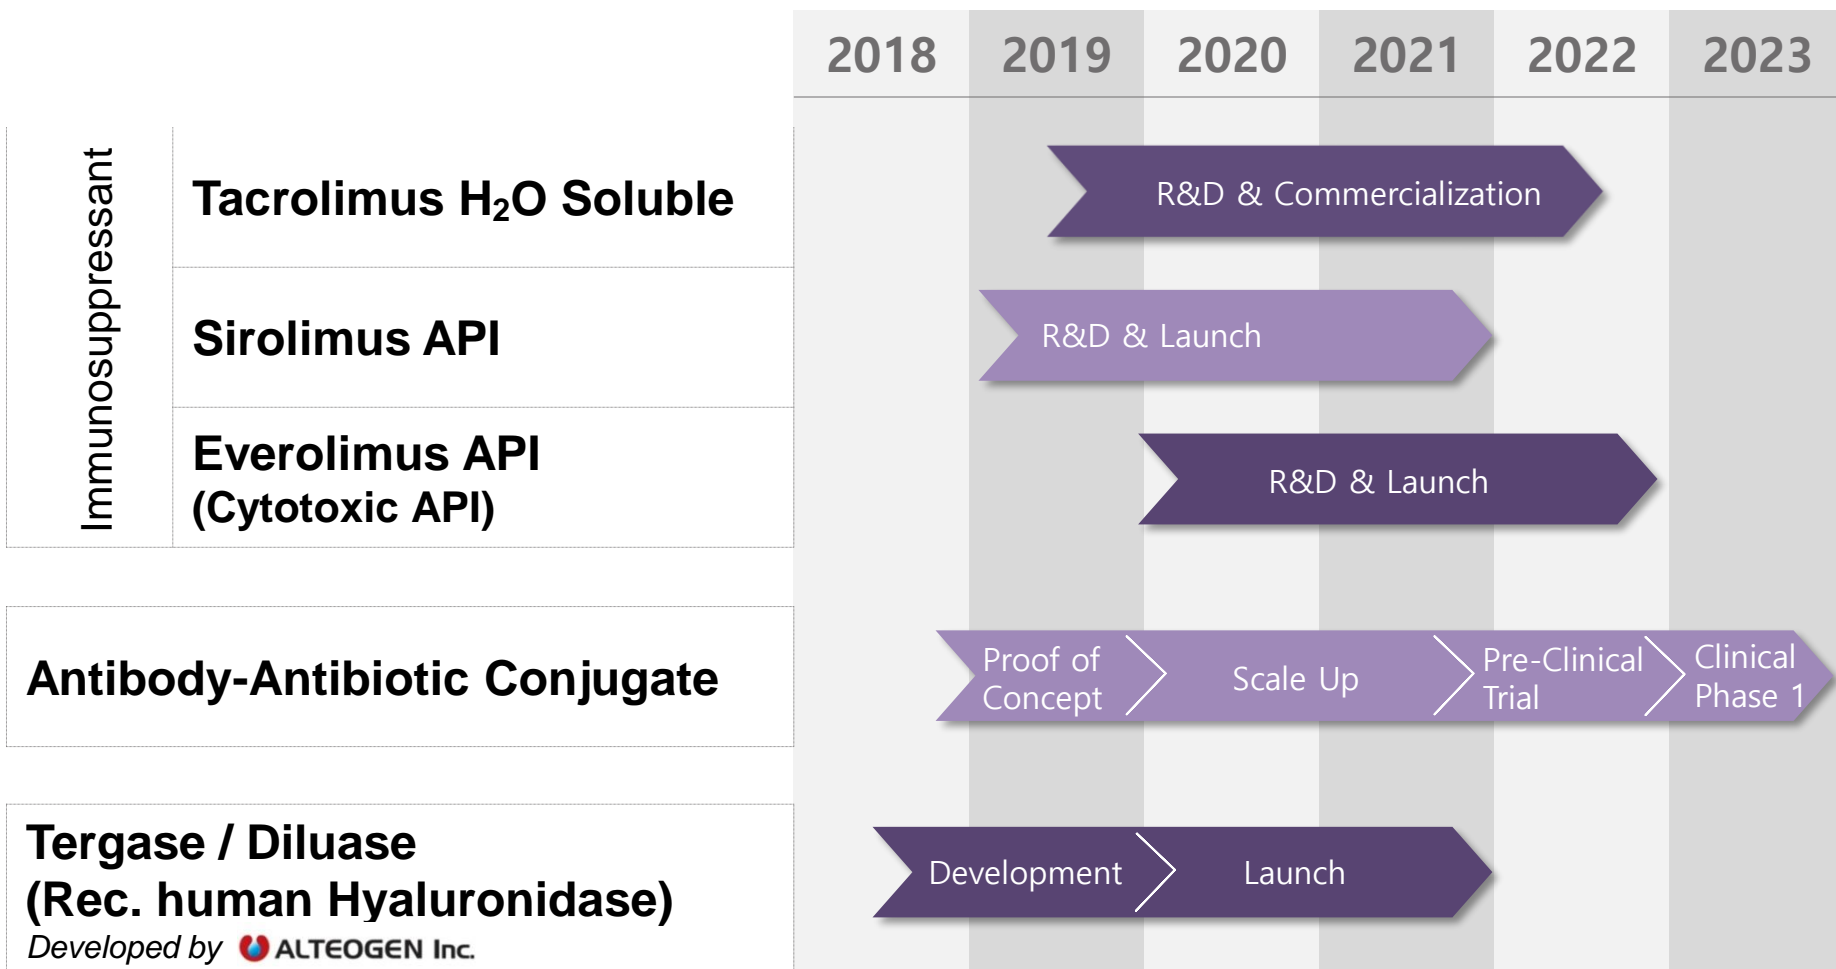 2018 2019 2020 2021 2022 2023
Immunosuppressant
Tacrolimus H₂O Soluble
R&D & Commercialization
Sirolimus API
R&D & Launch
Everolimus API
(Cytotoxic API)
R&D & Launch
Antibody-Antibiotic Conjugate
Proof of
Concept
Scale Up
Pre-Clinical
Trial
Clinical
Phase 1
Tergase / Diluase
(Rec. human Hyaluronidase)
Developed by ALTEOGEN Inc.
Development
Launch